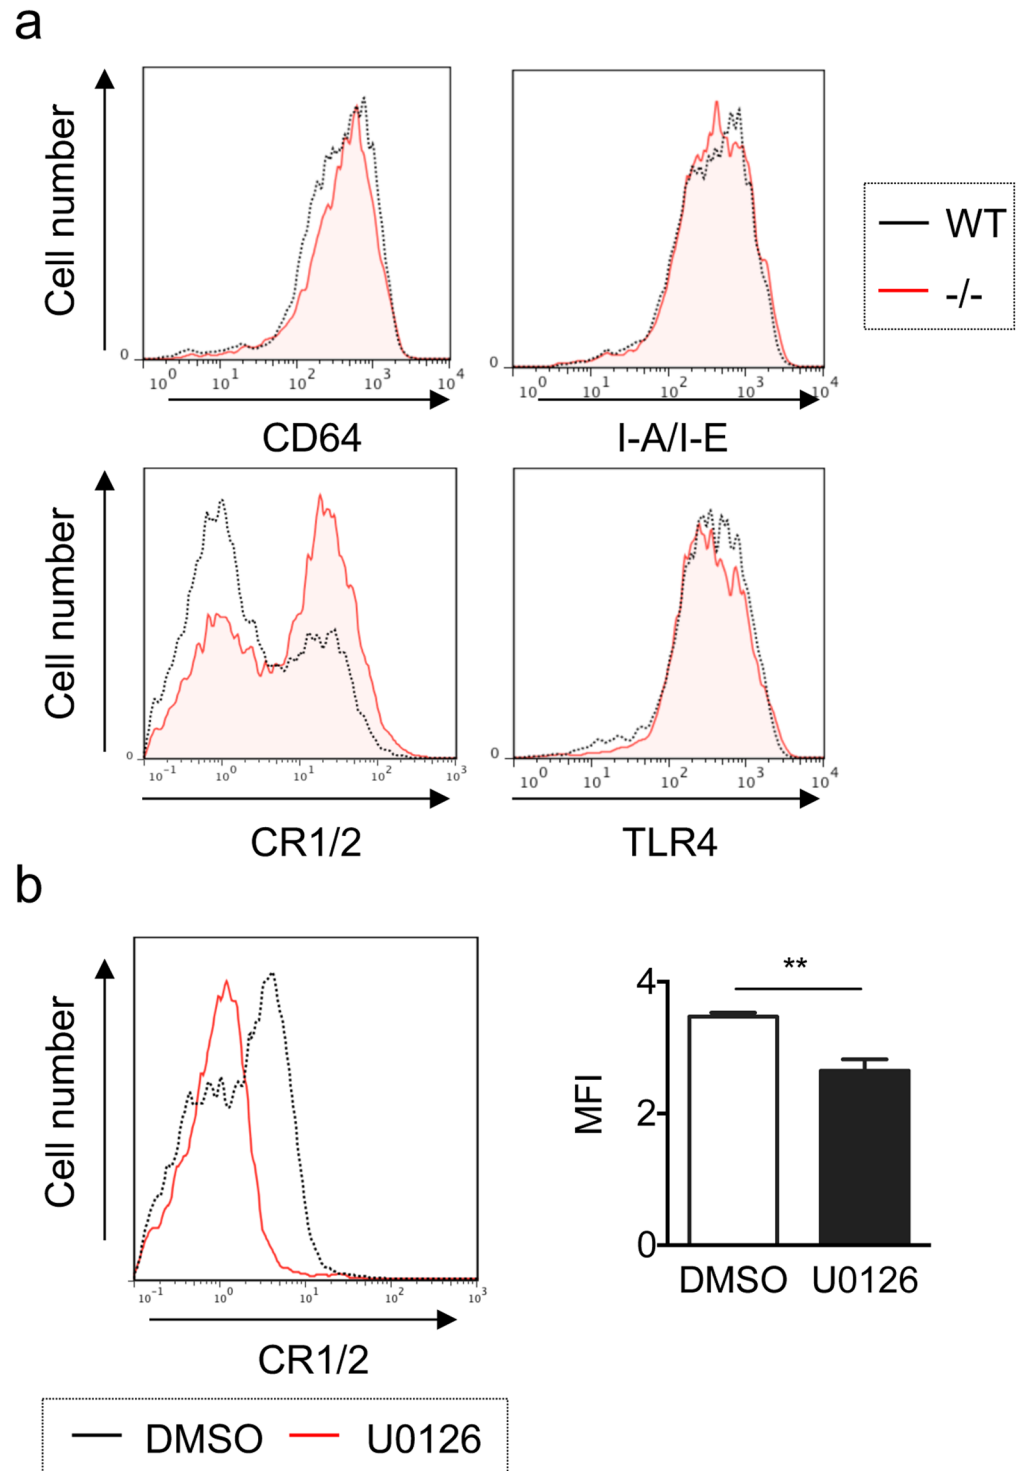 a
Cell number
0
10^0 10^1 10^2 10^3 10^4
CD64
0
10^0 10^1 10^2 10^3 10^4
I-A/I-E
WT
-/-
Cell number
0
10^-1 10^0 10^1 10^2 10^3
CR1/2
0
10^0 10^1 10^2 10^3 10^4
TLR4
b
Cell number
10^-1 10^0 10^1 10^2 10^3
CR1/2
DMSO U0126
**
MFI
4
2
0
DMSO U0126